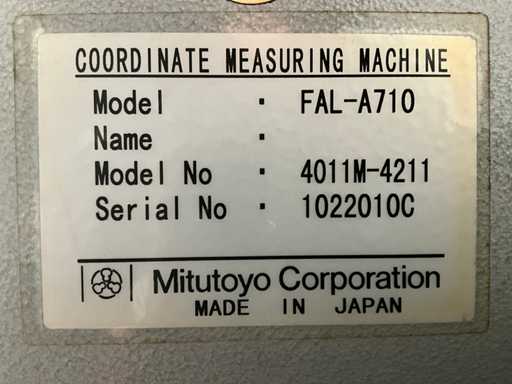 COORDINATE MEASURING MACHINE
Model : FAL-A710
Name :
Model No : 4011M-4211
Serial No : 1022010C
Mitutoyo Corporation
MADE IN JAPAN